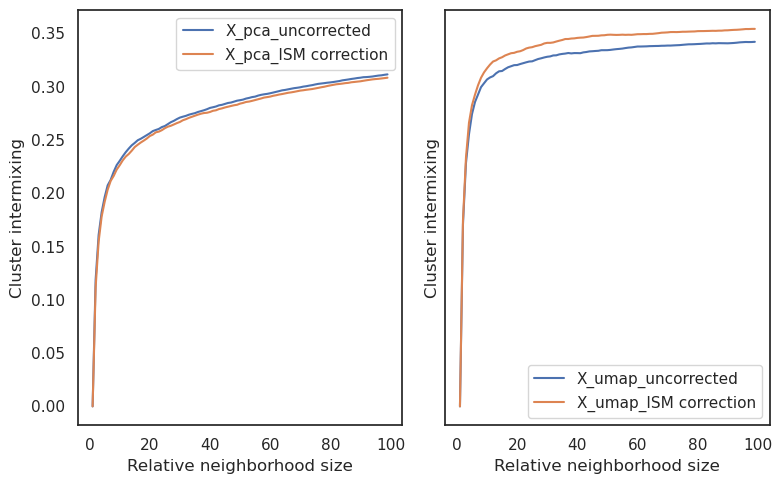 X_pca_uncorrected
X_pca_ISM correction
0.35
0.30
0.25
0.20
0.15
0.10
0.05
0.00
Cluster intermixing
0 20 40 60 80 100
Relative neighborhood size
Cluster intermixing
X_umap_uncorrected
X_umap_ISM correction
0 20 40 60 80 100
Relative neighborhood size